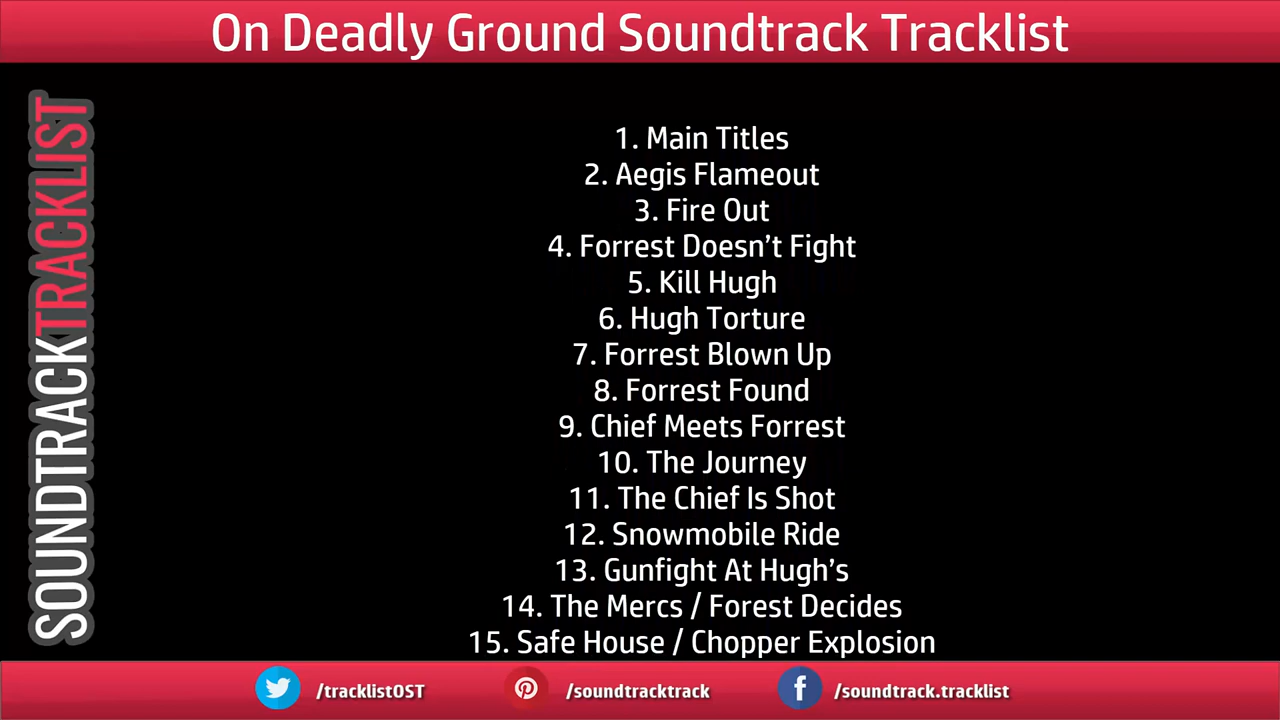 On Deadly Ground Soundtrack Tracklist
SOUNDTRACKTRACKLIST
1. Main Titles
2. Aegis Flameout
3. Fire Out
4. Forrest Doesn’t Fight
5. Kill Hugh
6. Hugh Torture
7. Forrest Blown Up
8. Forrest Found
9. Chief Meets Forrest
10. The Journey
11. The Chief Is Shot
12. Snowmobile Ride
13. Gunfight At Hugh’s
14. The Mercs / Forest Decides
15. Safe House / Chopper Explosion
/tracklistOST
/soundtracktrack
/soundtrack.tracklist